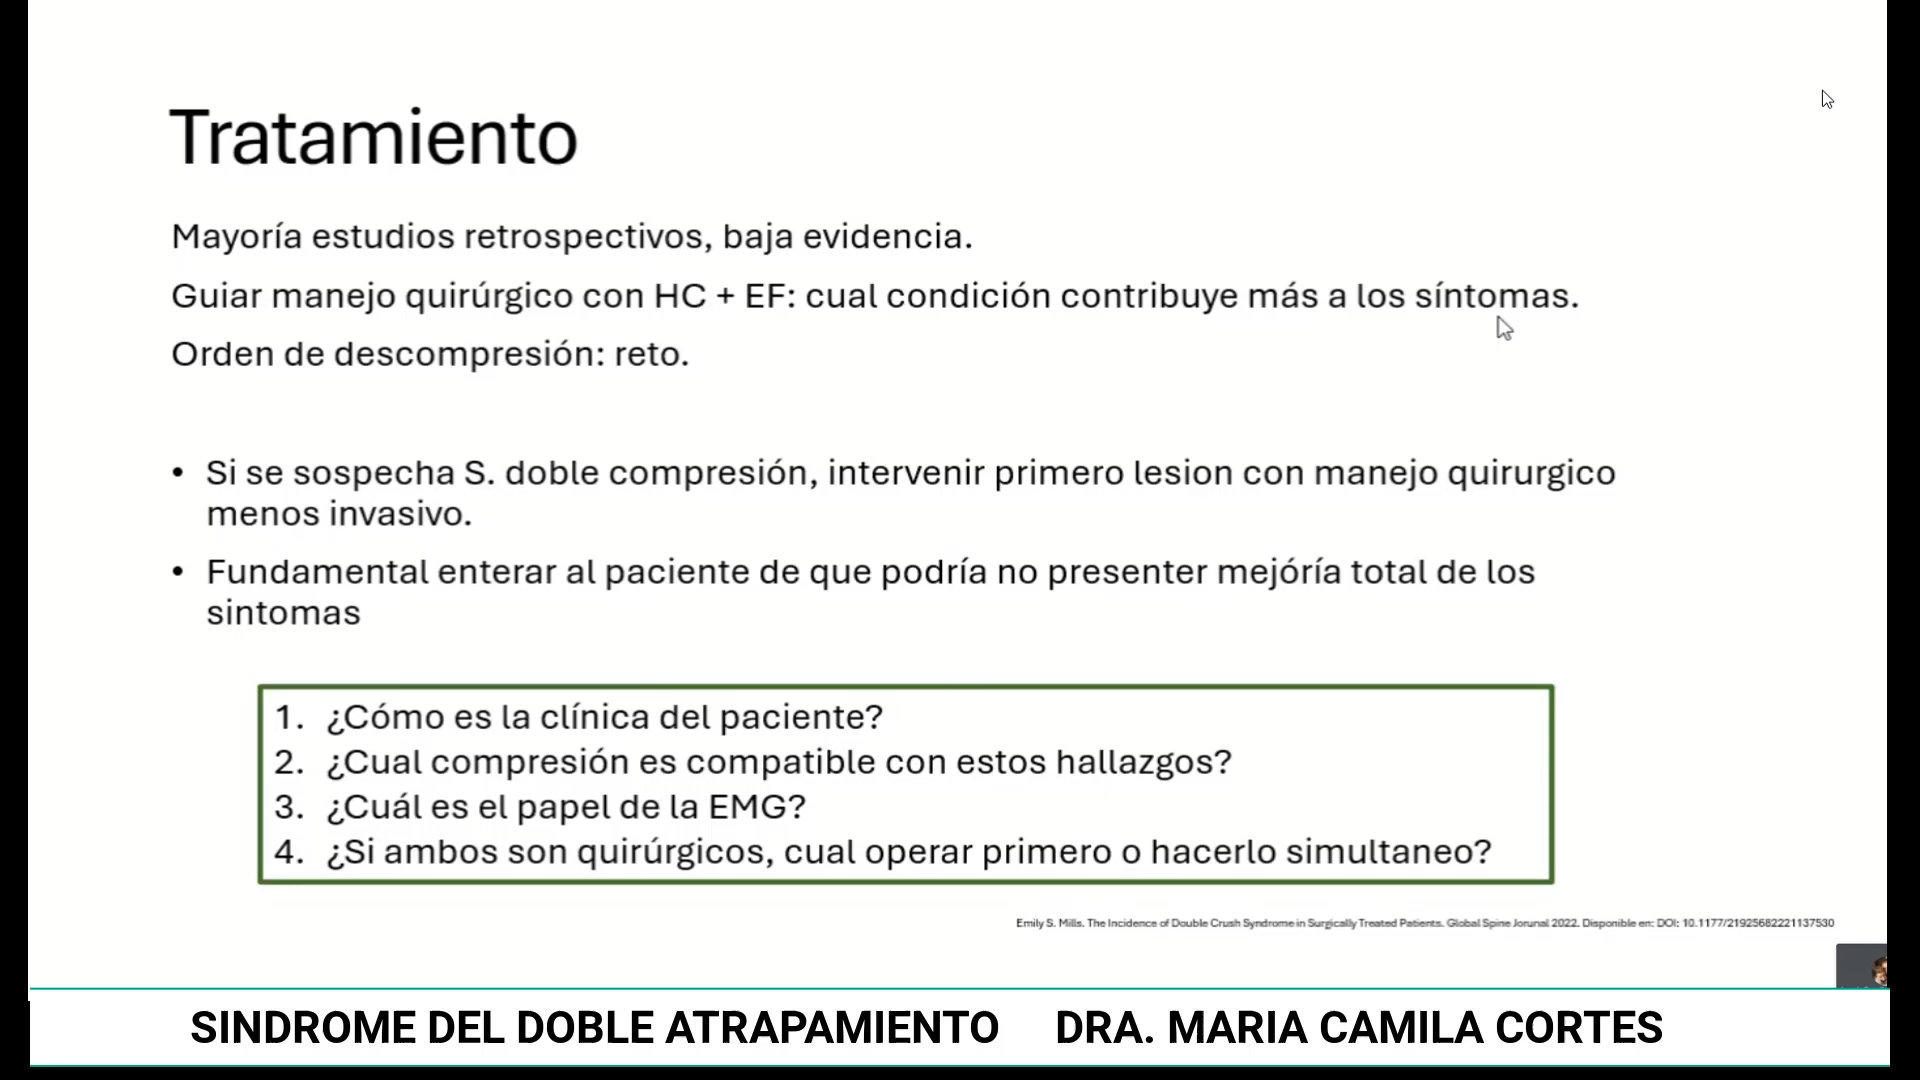 Tratamiento
Mayoría estudios retrospectivos, baja evidencia.
Guiar manejo quirúrgico con HC + EF: cual condición contribuye más a los síntomas.
Orden de descompresión: reto.
• Si se sospecha S. doble compresión, intervenir primero lesion con manejo quirurgico
menos invasivo.
• Fundamental enterar al paciente de que podría no presenter mejóría total de los
sintomas
1. ¿Cómo es la clínica del paciente?
2. ¿Cual compresión es compatible con estos hallazgos?
3. ¿Cuál es el papel de la EMG?
4. ¿Si ambos son quirúrgicos, cual operar primero o hacerlo simultaneo?
Emily S. Mills. The Incidence of Double Crush Syndrome in Surgically Treated Patients. Global Spine Jorunal 2022. Disponible en: DOI: 10.1177/21925682221137530
SINDROME DEL DOBLE ATRAPAMIENTO DRA. MARIA CAMILA CORTES